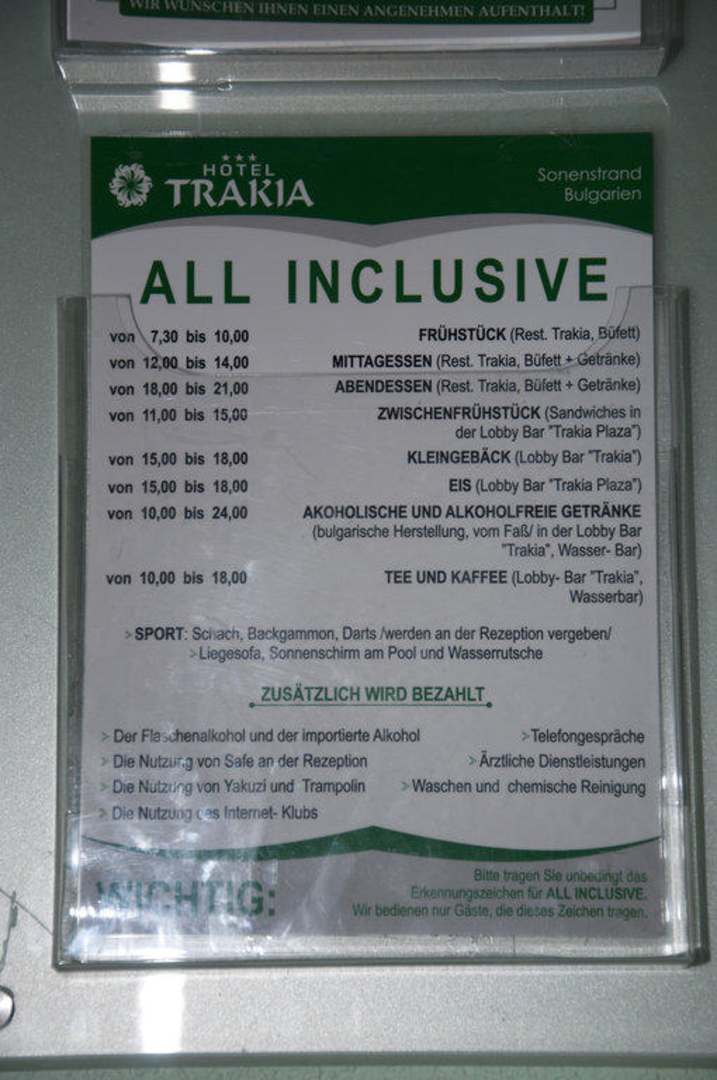 WIR WÜNSCHEN IHNEN EINEN ANGENEHMEN AUFENTHALT!
HOTEL
TRAKIA
Sonenstrand
Bulgarien
ALL INCLUSIVE
von 7,30 bis 10,00 FRÜHSTÜCK (Rest. Trakia, Büfett)
von 12,00 bis 14,00 MITTAGESSEN (Rest. Trakia, Büfett + Getränke)
von 18,00 bis 21,00 ABENDESSEN (Rest. Trakia, Büfett + Getränke)
von 11,00 bis 15,00 ZWISCHENFRÜHSTÜCK (Sandwiches in
der Lobby Bar "Trakia Plaza")
von 15,00 bis 18,00 KLEINGEBÄCK (Lobby Bar "Trakia")
von 15,00 bis 18,00 EIS (Lobby Bar "Trakia Plaza")
von 10,00 bis 24,00 AKOHOLISCHE UND ALKOHOLFREIE GETRÄNKE
(bulgarische Herstellung, vom Faß/ in der Lobby Bar
"Trakia", Wasser- Bar)
von 10,00 bis 18,00 TEE UND KAFFEE (Lobby- Bar "Trakia",
Wasserbar)
> SPORT: Schach, Backgammon, Darts /werden an der Rezeption vergeben/
> Liegesofa, Sonnenschirm am Pool und Wasserrutsche
ZUSÄTZLICH WIRD BEZAHLT
> Der Flaschenalkohol und der importierte Alkohol > Telefongespräche
> Die Nutzung von Safe an der Rezeption > Ärztliche Dienstleistungen
> Die Nutzung von Yakuzi und Trampolin > Waschen und chemische Reinigung
> Die Nutzung des Internet- Klubs
WICHTIG:
Bitte tragen Sie unbedingt das
Erkennungszeichen für ALL INCLUSIVE.
Wir bedienen nur Gäste, die dieses Zeichen tragen.